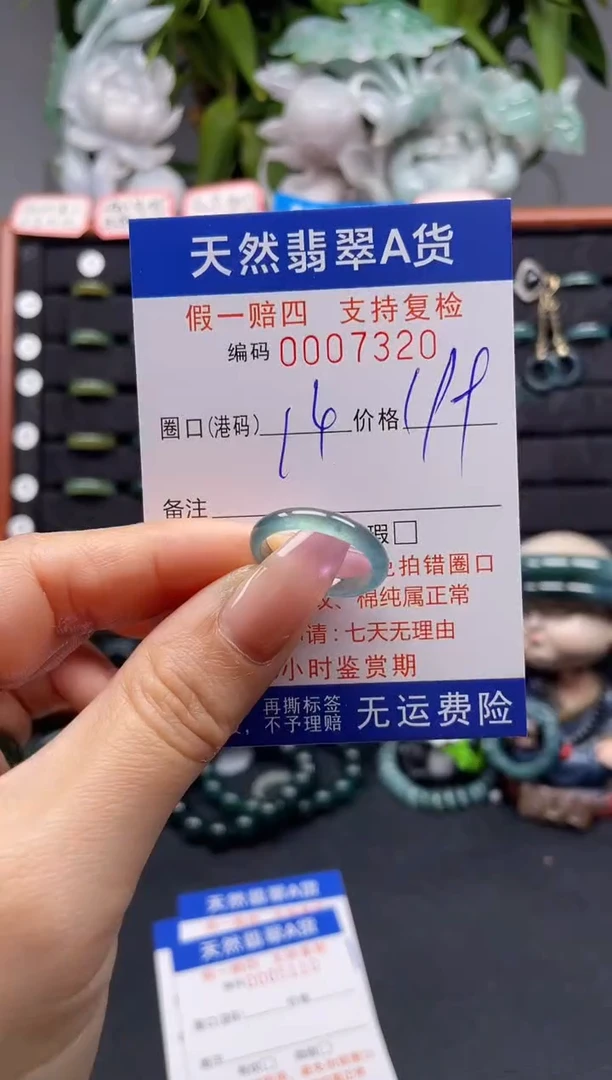 天然翡翠A货
假一赔四 支持复检
编码 0007320
圈口(港码) 16 价格 199
备注
瑕□
拍错圈口
、棉纯属正常
请:七天无理由
小时鉴赏期
再撕标签
，不予理赔
无运费险
天然翡翠A货
天然翡翠A货